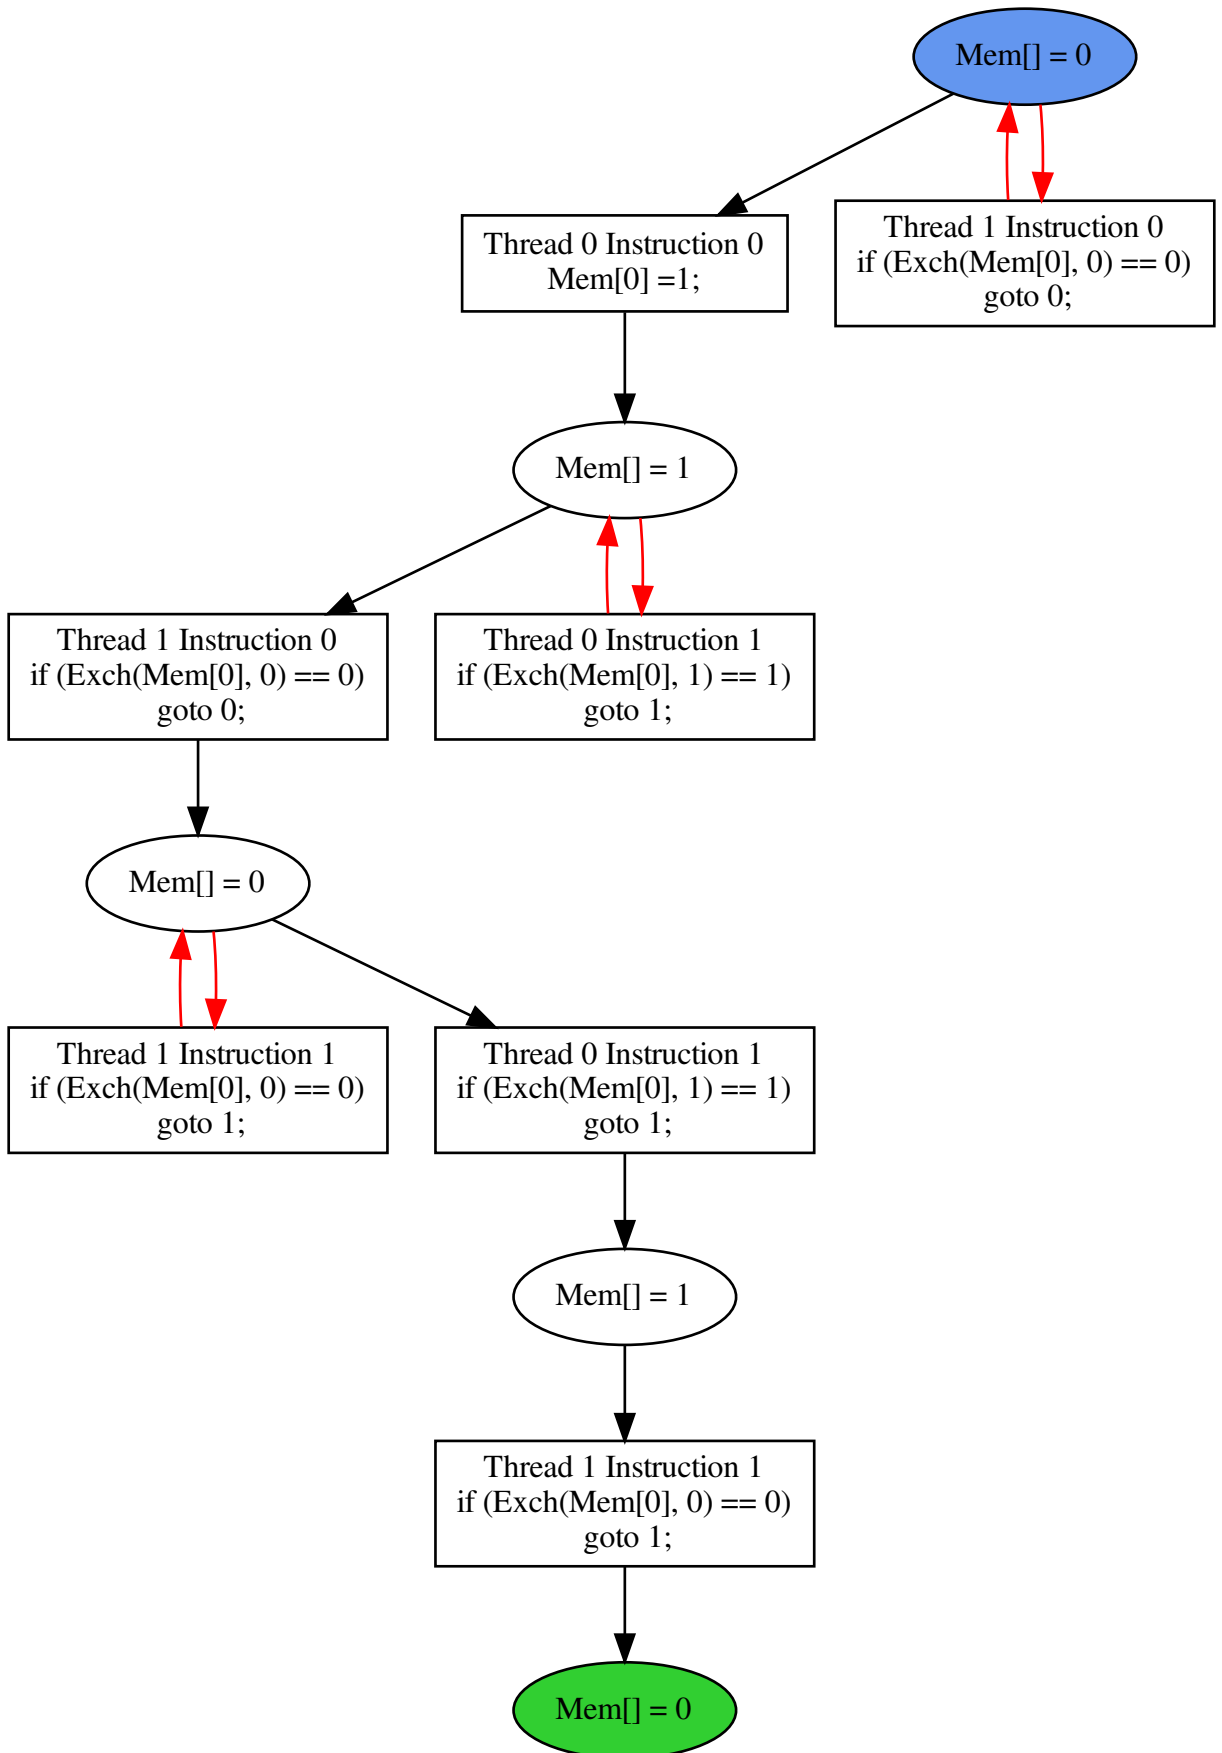 Mem[] = 0
Thread 0 Instruction 0
Mem[0] =1;
Thread 1 Instruction 0
if (Exch(Mem[0], 0) == 0)
goto 0;
Mem[] = 1
Thread 1 Instruction 0
if (Exch(Mem[0], 0) == 0)
goto 0;
Thread 0 Instruction 1
if (Exch(Mem[0], 1) == 1)
goto 1;
Mem[] = 0
Thread 1 Instruction 1
if (Exch(Mem[0], 0) == 0)
goto 1;
Thread 0 Instruction 1
if (Exch(Mem[0], 1) == 1)
goto 1;
Mem[] = 1
Thread 1 Instruction 1
if (Exch(Mem[0], 0) == 0)
goto 1;
Mem[] = 0